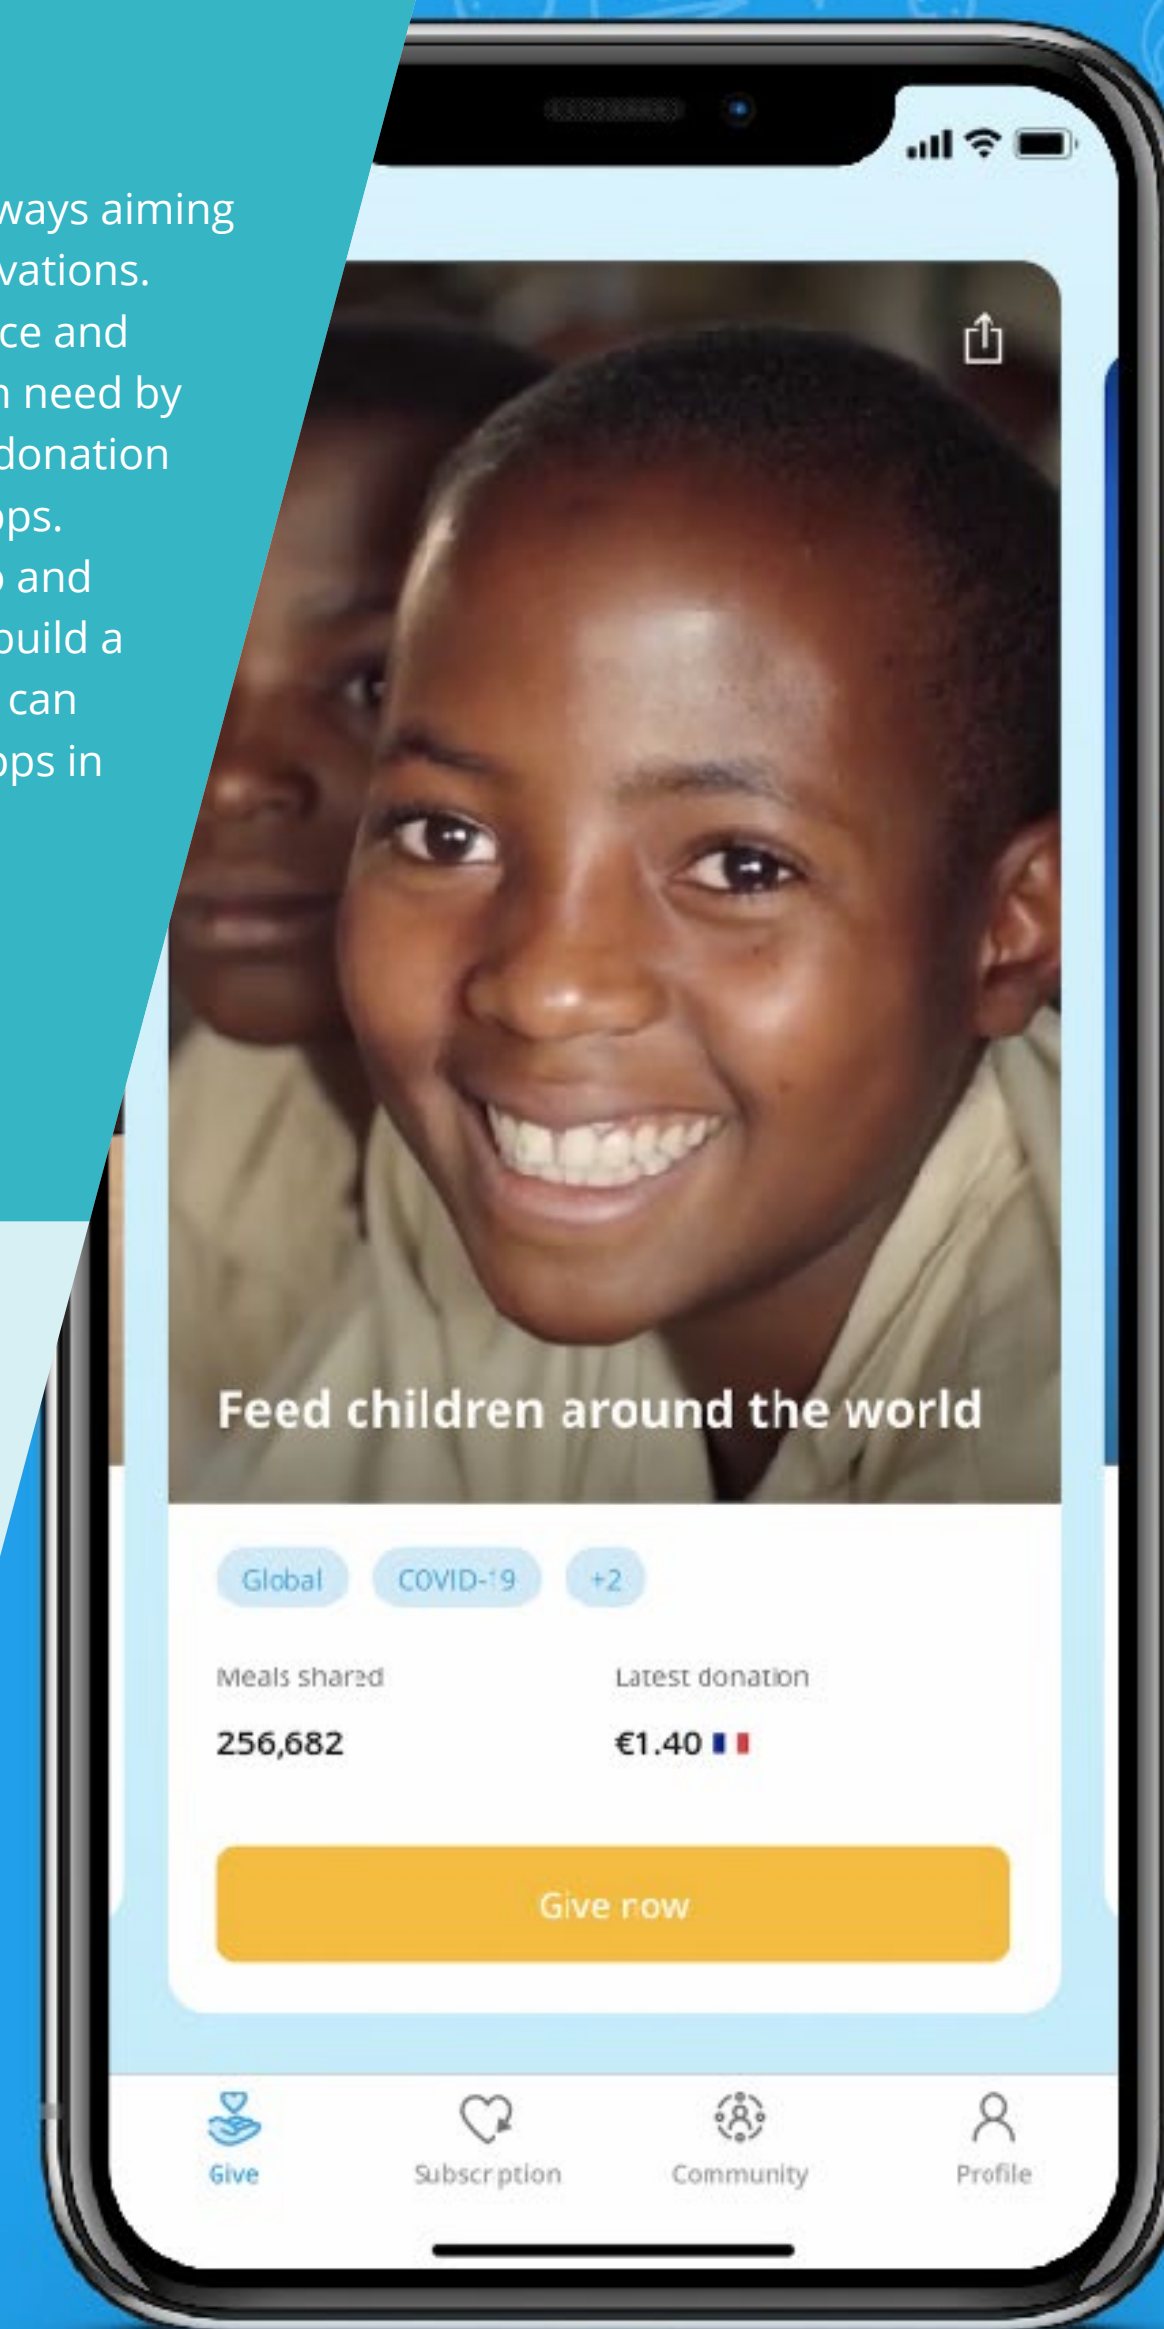 ways aiming
vations.
ce and
need by
donation
ps.
and
build a
can
pps in
Feed children around the world
Global COVID-19 +2
Meals shared Latest donation
256,682 €1.40
Give now
Give Subscription Community Profile